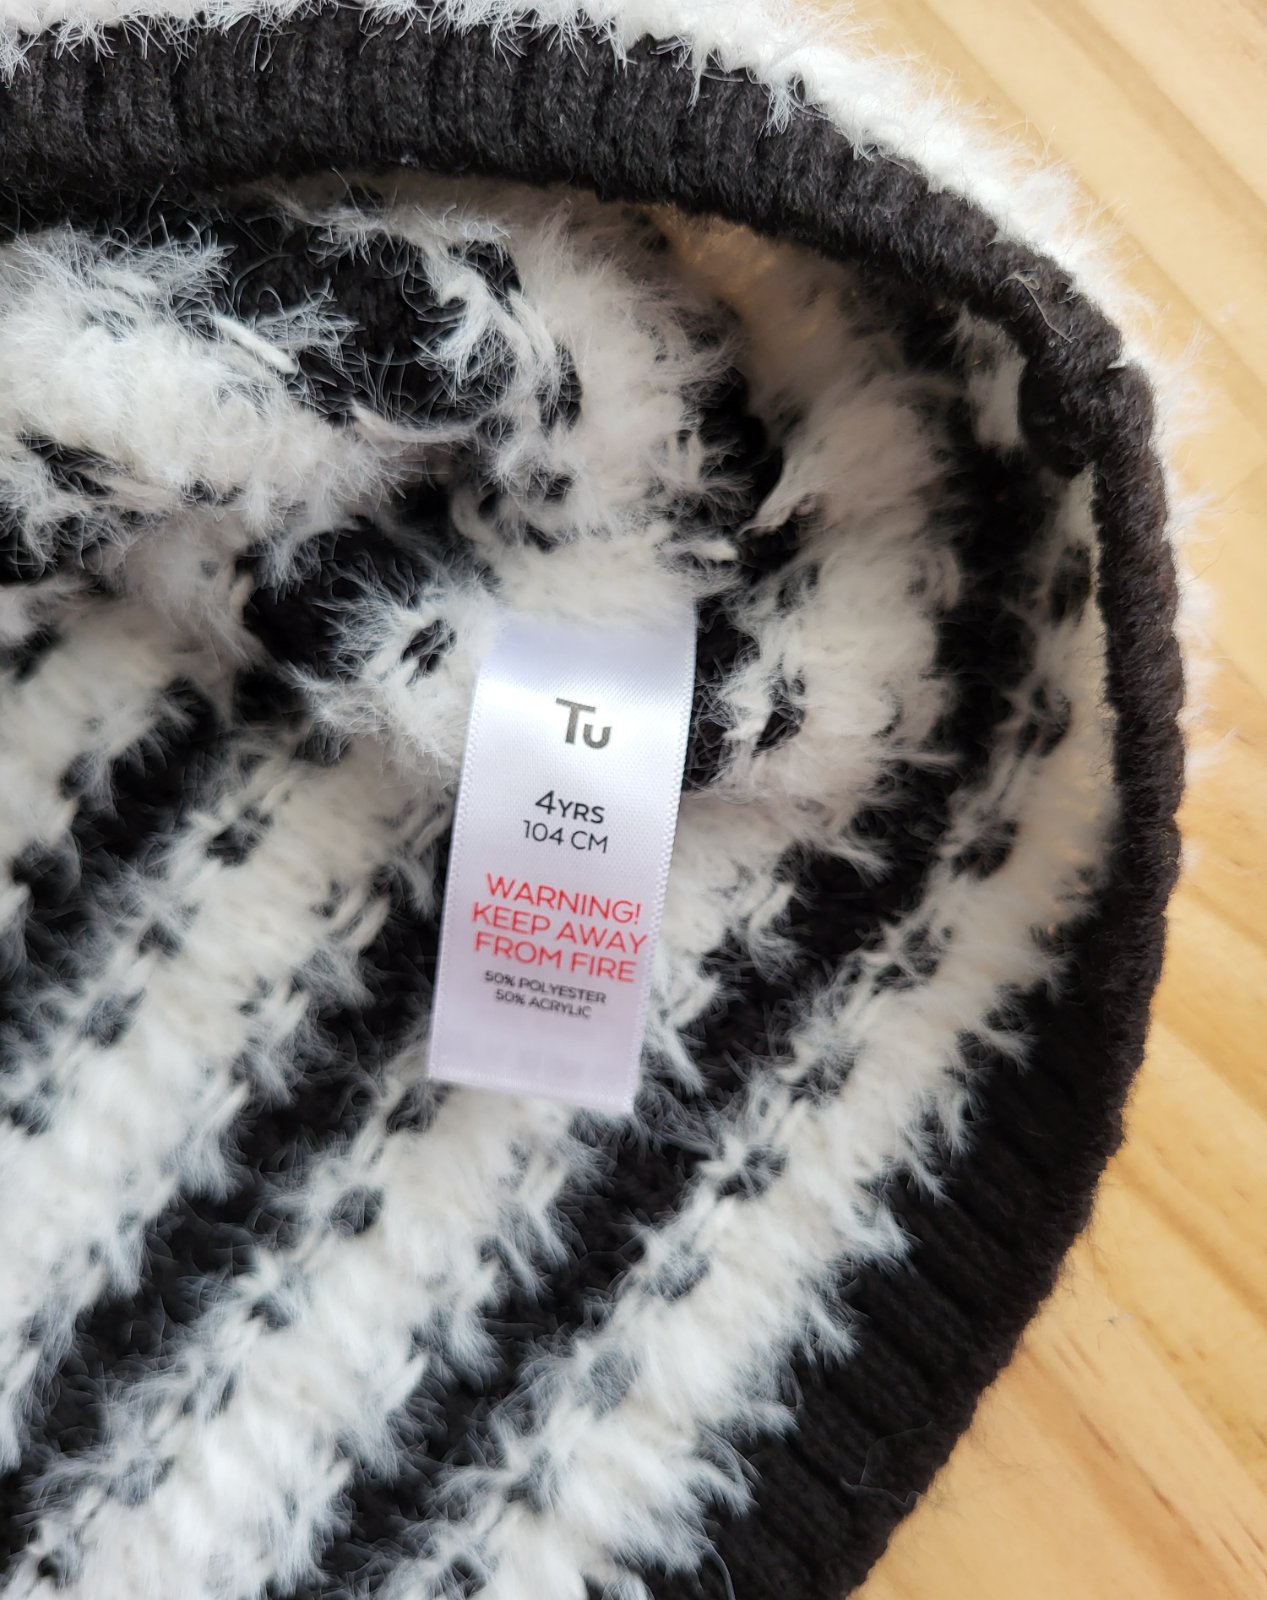 Tu
4YRS
104 CM
WARNING!
KEEP AWAY
FROM FIRE
50% POLYESTER
50% ACRYLIC